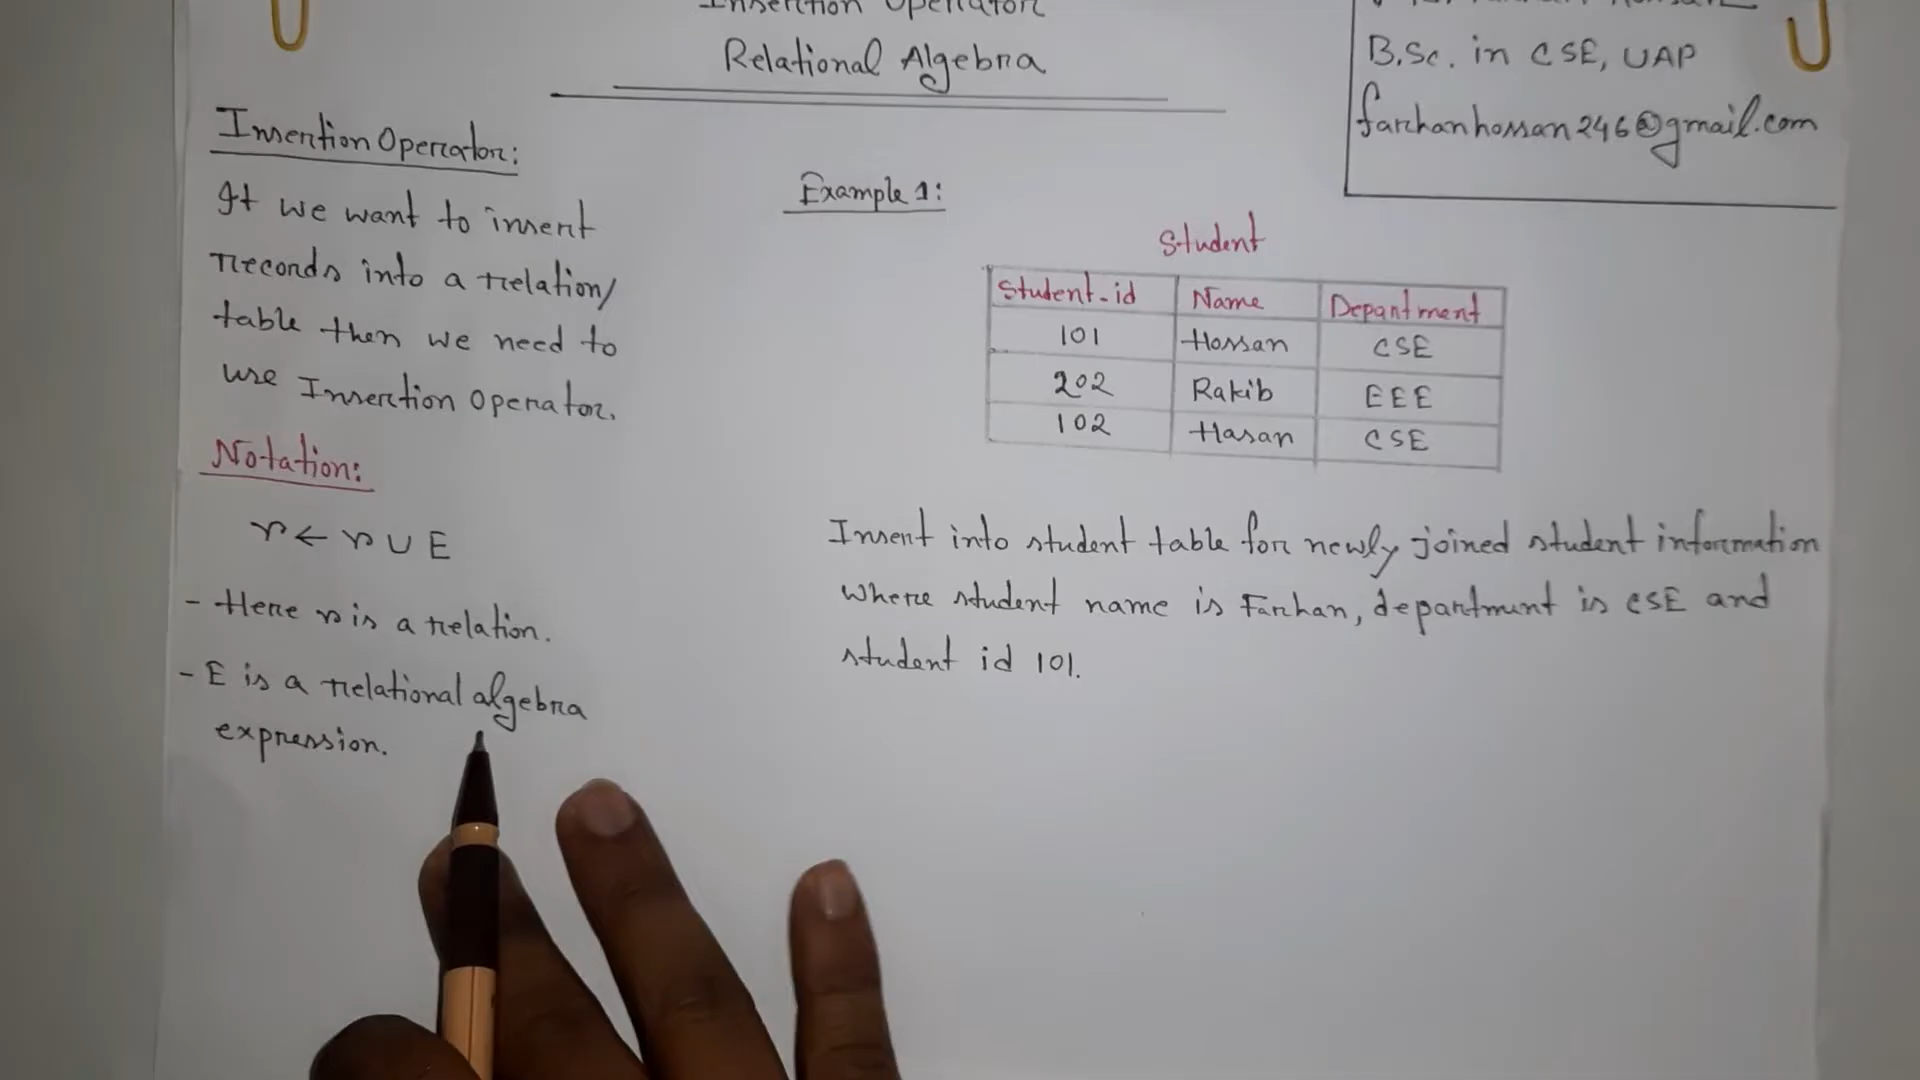 Insertion Operator
Relational Algebra
B.Sc. in CSE, UAP
farhanhossan246@gmail.com
Insertion Operator:
If we want to insert
records into a relation/
table then we need to
use Insertion Operator.
Notation:
r ← r ∪ E
- Here r is a relation.
- E is a relational algebra
expression.
Example 1:
Student
Student-id Name Department
101 Hossan CSE
202 Rakib EEE
102 Hasan CSE
Insert into student table for newly joined student information
where student name is Farhan, department is CSE and
student id 101.